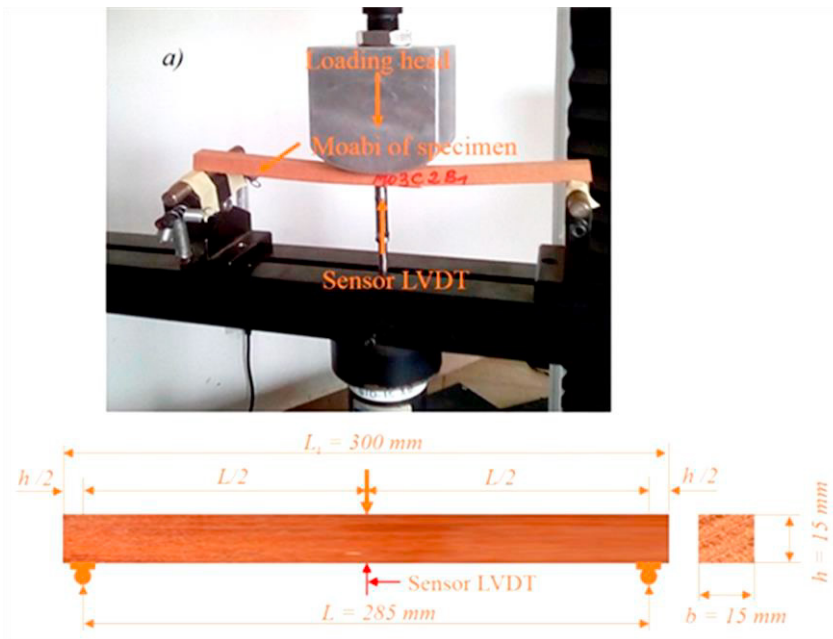 a)
Loading head
Moabi of specimen
M03C2B1
Sensor LVDT
L₁ = 300 mm
h /2 L/2 L/2 h /2
Sensor LVDT
h = 15 mm
L = 285 mm b = 15 mm